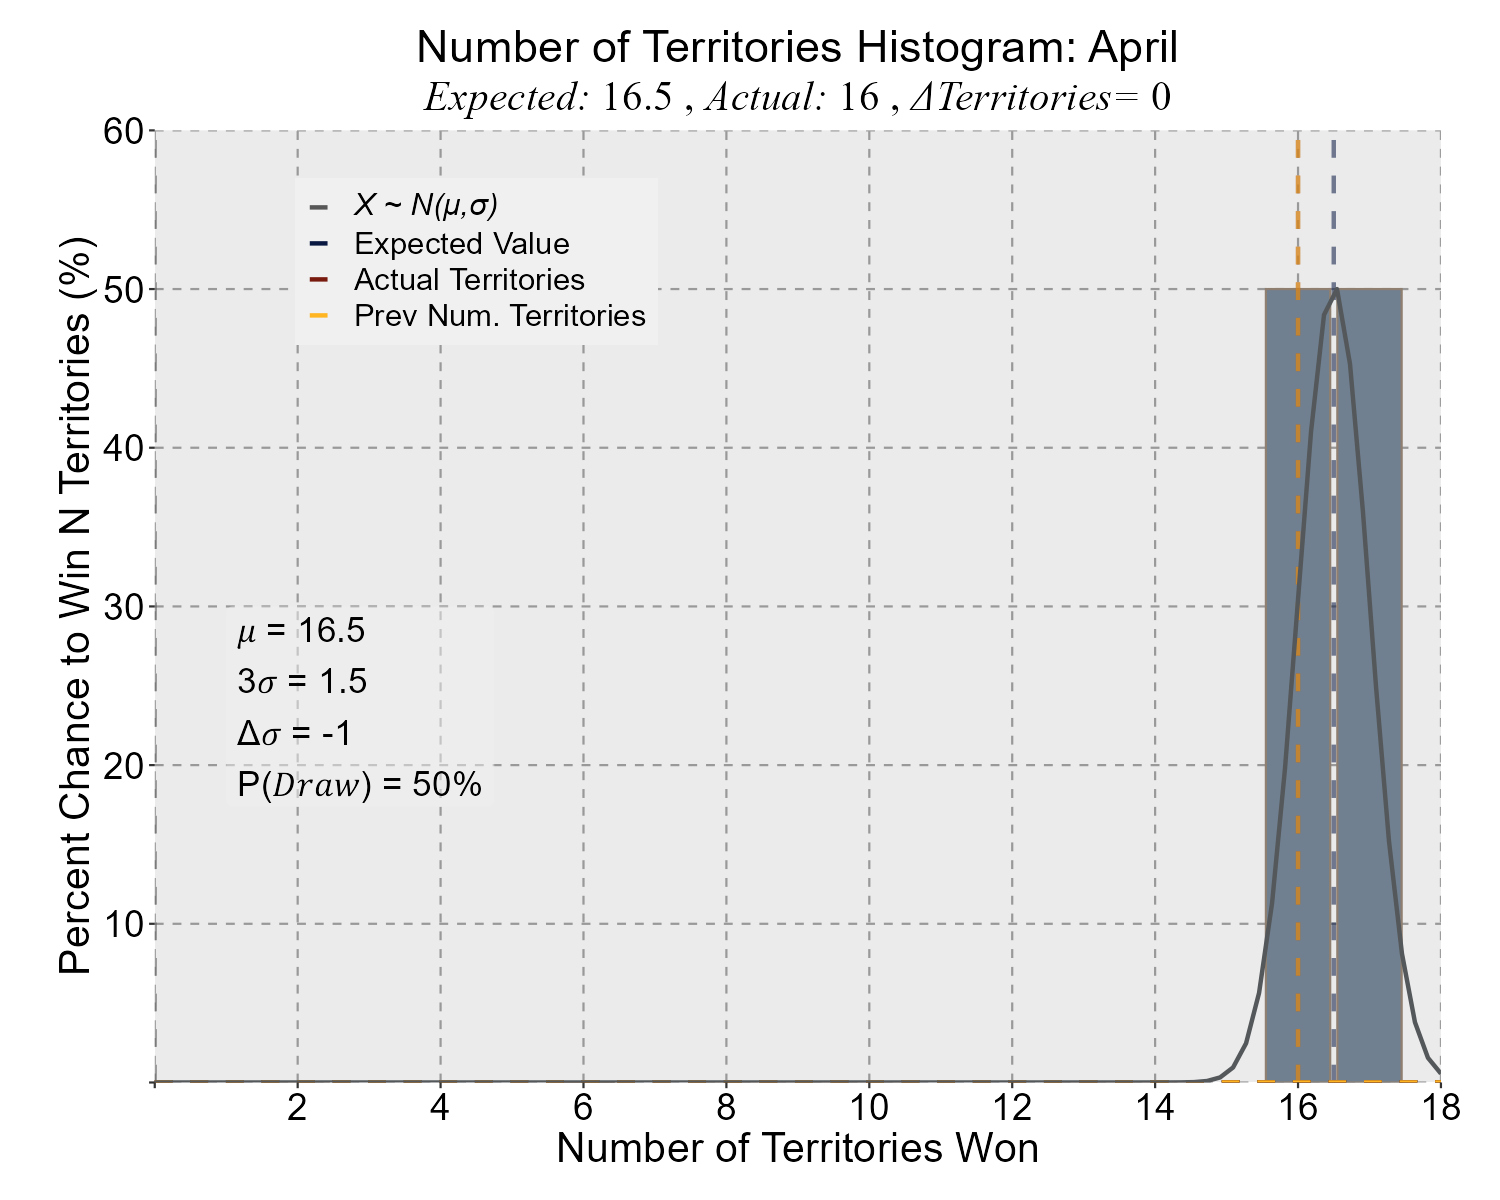 Number of Territories Histogram: April
Expected: 16.5 , Actual: 16 , ΔTerritories= 0
Percent Chance to Win N Territories (%)
60
50
40
30
20
10
X ~ N(μ,σ)
Expected Value
Actual Territories
Prev Num. Territories
μ = 16.5
3σ = 1.5
Δσ = -1
P(Draw) = 50%
2 4 6 8 10 12 14 16 18
Number of Territories Won